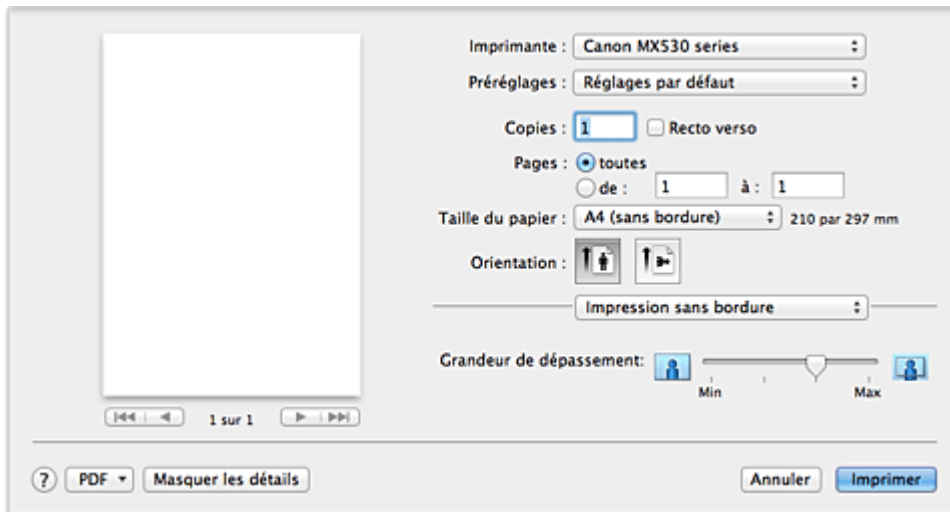 Imprimante : Canon MX530 series
Préréglages : Réglages par défaut
Copies : 1 Recto verso
Pages : toutes
de : 1 à : 1
Taille du papier : A4 (sans bordure) 210 par 297 mm
Orientation :
Impression sans bordure
Grandeur de dépassement:
Min Max
1 sur 1
? PDF Masquer les détails Annuler Imprimer